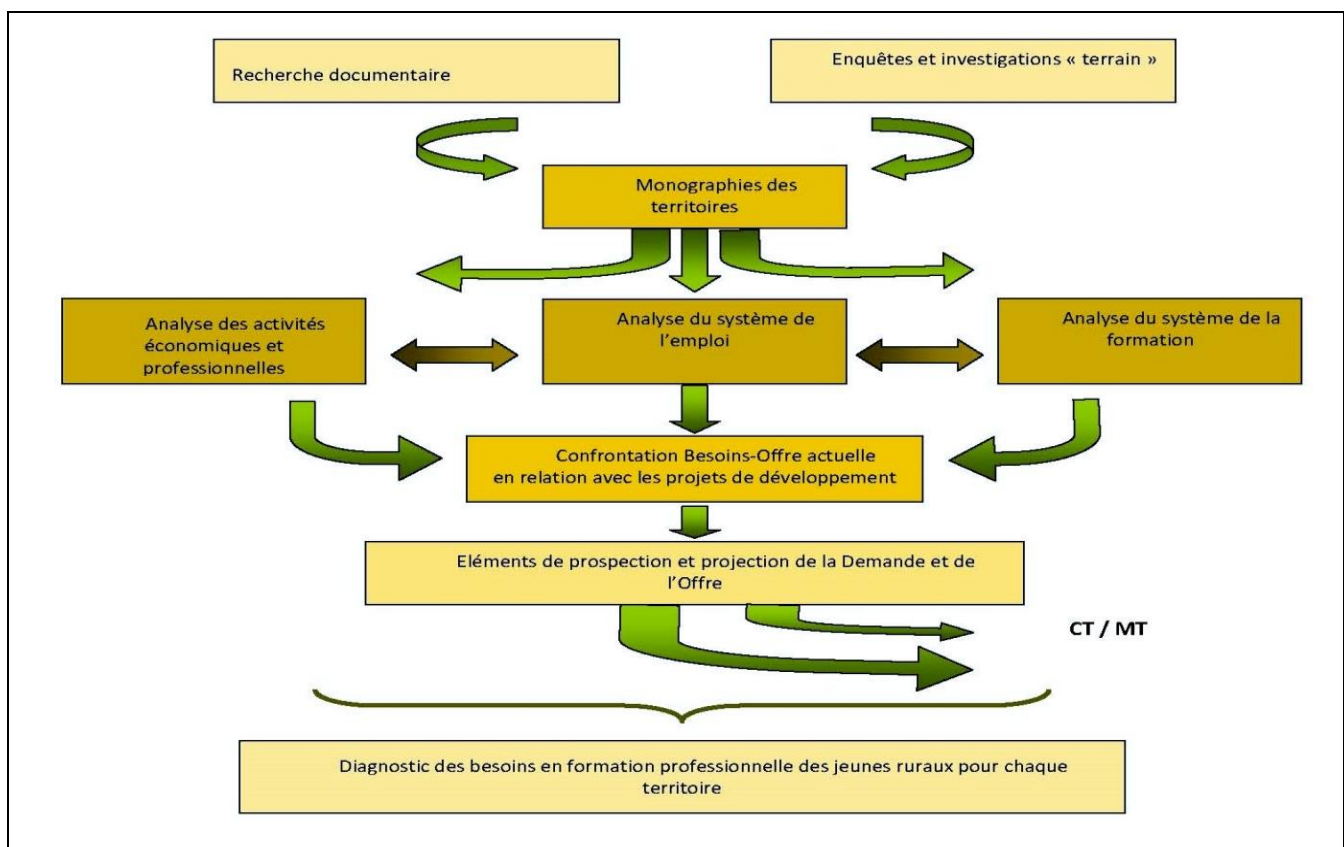 Recherche documentaire
Enquêtes et investigations « terrain »
Monographies des
territoires
Analyse des activités
économiques et
professionnelles
Analyse du système de
l’emploi
Analyse du système de la
formation
Confrontation Besoins-Offre actuelle
en relation avec les projets de développement
Eléments de prospection et projection de la Demande et de
l’Offre
CT / MT
Diagnostic des besoins en formation professionnelle des jeunes ruraux pour chaque
territoire